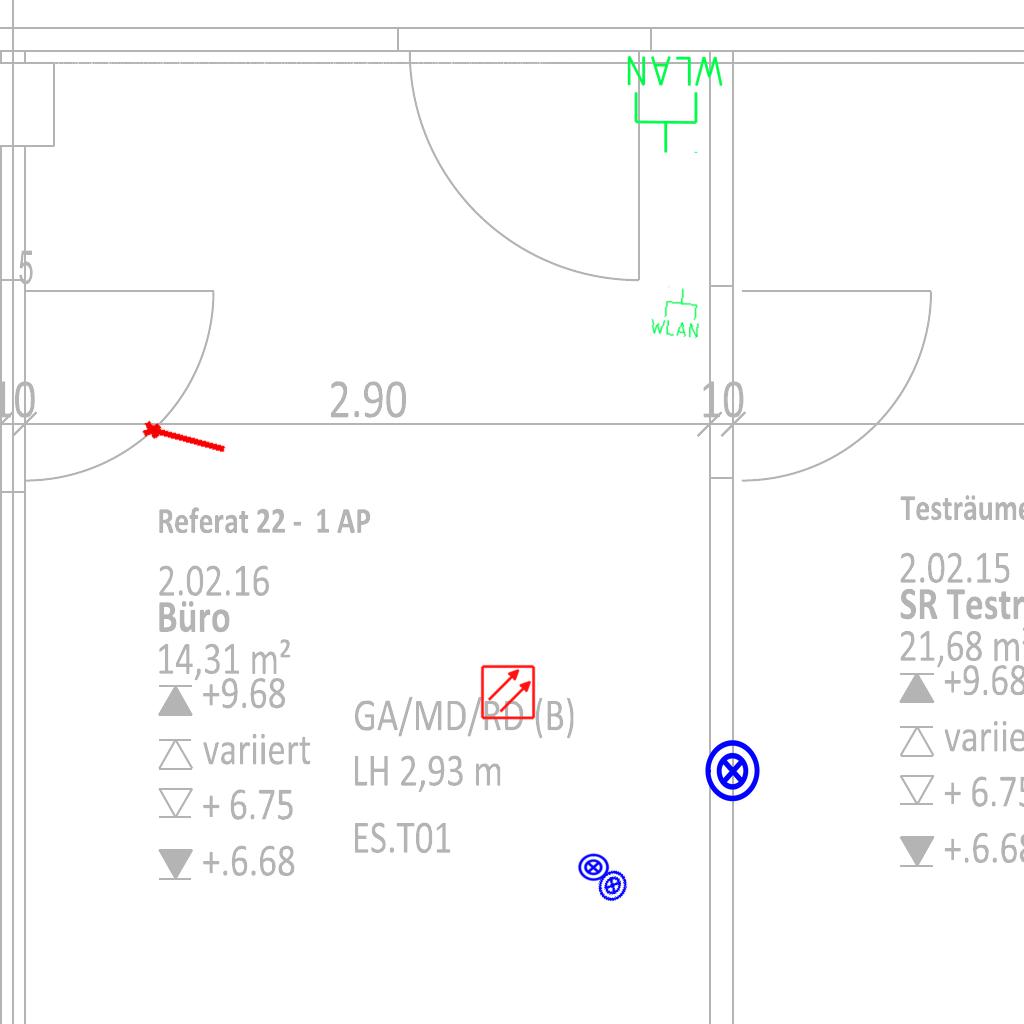 WLAN
5
WLAN
10 2.90 10
Referat 22 - 1 AP
2.02.16
Büro
14,31 m²
+9.68
variiert
+ 6.75
+.6.68
GA/MD/RD (B)
LH 2,93 m
ES.T01
Testräume
2.02.15
SR Testr
21,68 m²
+9.68
variie
+ 6.75
+.6.68